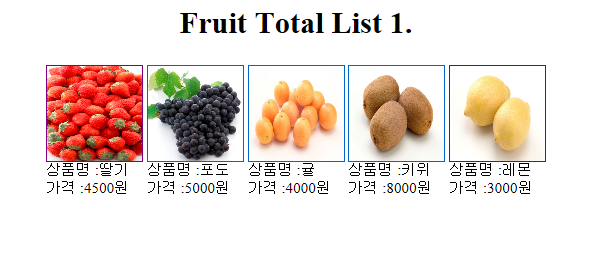 Fruit Total List 1.
상품명 :딸기
가격 :4500원
상품명 :포도
가격 :5000원
상품명 :귤
가격 :4000원
상품명 :키위
가격 :8000원
상품명 :레몬
가격 :3000원